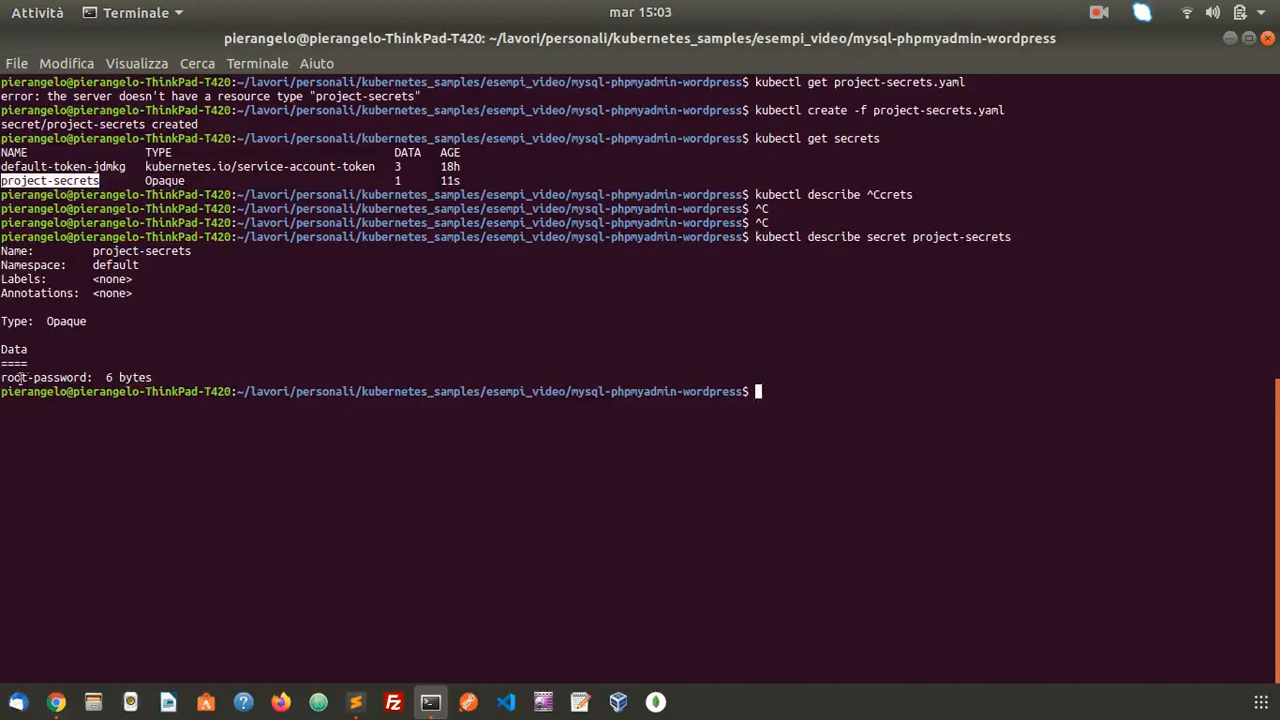 Attività Terminale mar 15:03
pierangelo@pierangelo-ThinkPad-T420: ~/lavori/personali/kubernetes_samples/esempi_video/mysql-phpmyadmin-wordpress
File Modifica Visualizza Cerca Terminale Aiuto
pierangelo@pierangelo-ThinkPad-T420:~/lavori/personali/kubernetes_samples/esempi_video/mysql-phpmyadmin-wordpress$ kubectl get project-secrets.yaml
error: the server doesn't have a resource type "project-secrets"
pierangelo@pierangelo-ThinkPad-T420:~/lavori/personali/kubernetes_samples/esempi_video/mysql-phpmyadmin-wordpress$ kubectl create -f project-secrets.yaml
secret/project-secrets created
pierangelo@pierangelo-ThinkPad-T420:~/lavori/personali/kubernetes_samples/esempi_video/mysql-phpmyadmin-wordpress$ kubectl get secrets
NAME TYPE DATA AGE
default-token-jdmkg kubernetes.io/service-account-token 3 18h
project-secrets Opaque 1 11s
pierangelo@pierangelo-ThinkPad-T420:~/lavori/personali/kubernetes_samples/esempi_video/mysql-phpmyadmin-wordpress$ kubectl describe ^Ccrets
pierangelo@pierangelo-ThinkPad-T420:~/lavori/personali/kubernetes_samples/esempi_video/mysql-phpmyadmin-wordpress$ ^C
pierangelo@pierangelo-ThinkPad-T420:~/lavori/personali/kubernetes_samples/esempi_video/mysql-phpmyadmin-wordpress$ ^C
pierangelo@pierangelo-ThinkPad-T420:~/lavori/personali/kubernetes_samples/esempi_video/mysql-phpmyadmin-wordpress$ kubectl describe secret project-secrets
Name: project-secrets
Namespace: default
Labels: <none>
Annotations: <none>
Type: Opaque
Data
====
root-password: 6 bytes
pierangelo@pierangelo-ThinkPad-T420:~/lavori/personali/kubernetes_samples/esempi_video/mysql-phpmyadmin-wordpress$